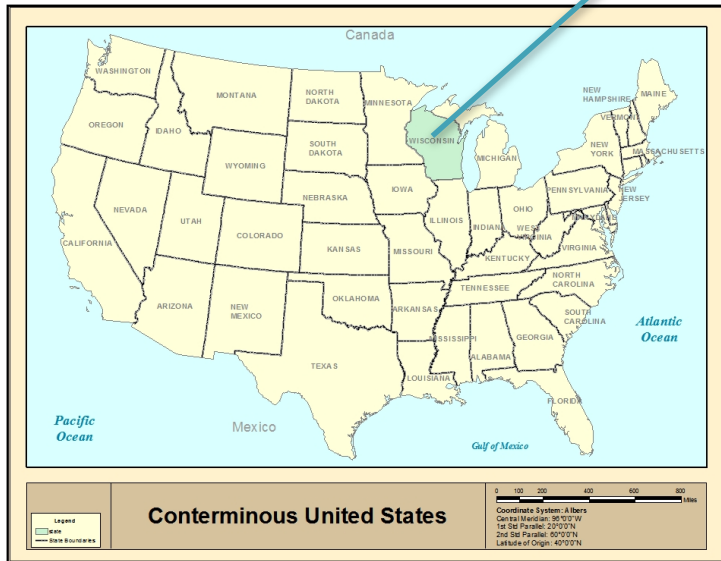 Canada
WASHINGTON
MONTANA
NORTH
DAKOTA
MINNESOTA
NEW
HAMPSHIRE
MAINE
VERMONT
OREGON
IDAHO
SOUTH
DAKOTA
WISCONSIN
MICHIGAN
NEW
YORK
MASSACHUSETTS
WYOMING
IOWA
PENNSYLVANIA
NEW
JERSEY
NEBRASKA
NEVADA
UTAH
COLORADO
ILLINOIS
INDIANA
OHIO
WEST
VIRGINIA
MARYLAND
VIRGINIA
CALIFORNIA
KANSAS
MISSOURI
KENTUCKY
NORTH
CAROLINA
TENNESSEE
ARIZONA
NEW
MEXICO
OKLAHOMA
ARKANSAS
SOUTH
CAROLINA
MISSISSIPPI
ALABAMA
GEORGIA
Atlantic
Ocean
TEXAS
LOUISIANA
FLORIDA
Pacific
Ocean
Mexico
Gulf of Mexico
Legend
state
State Boundaries
Conterminous United States
0 100 200 400 600 800
Miles
Coordinate System: Albers
Central Meridian: 96°0'0"W
1st Std Parallel: 20°0'0"N
2nd Std Parallel: 60°0'0"N
Latitude of Origin: 40°0'0"N